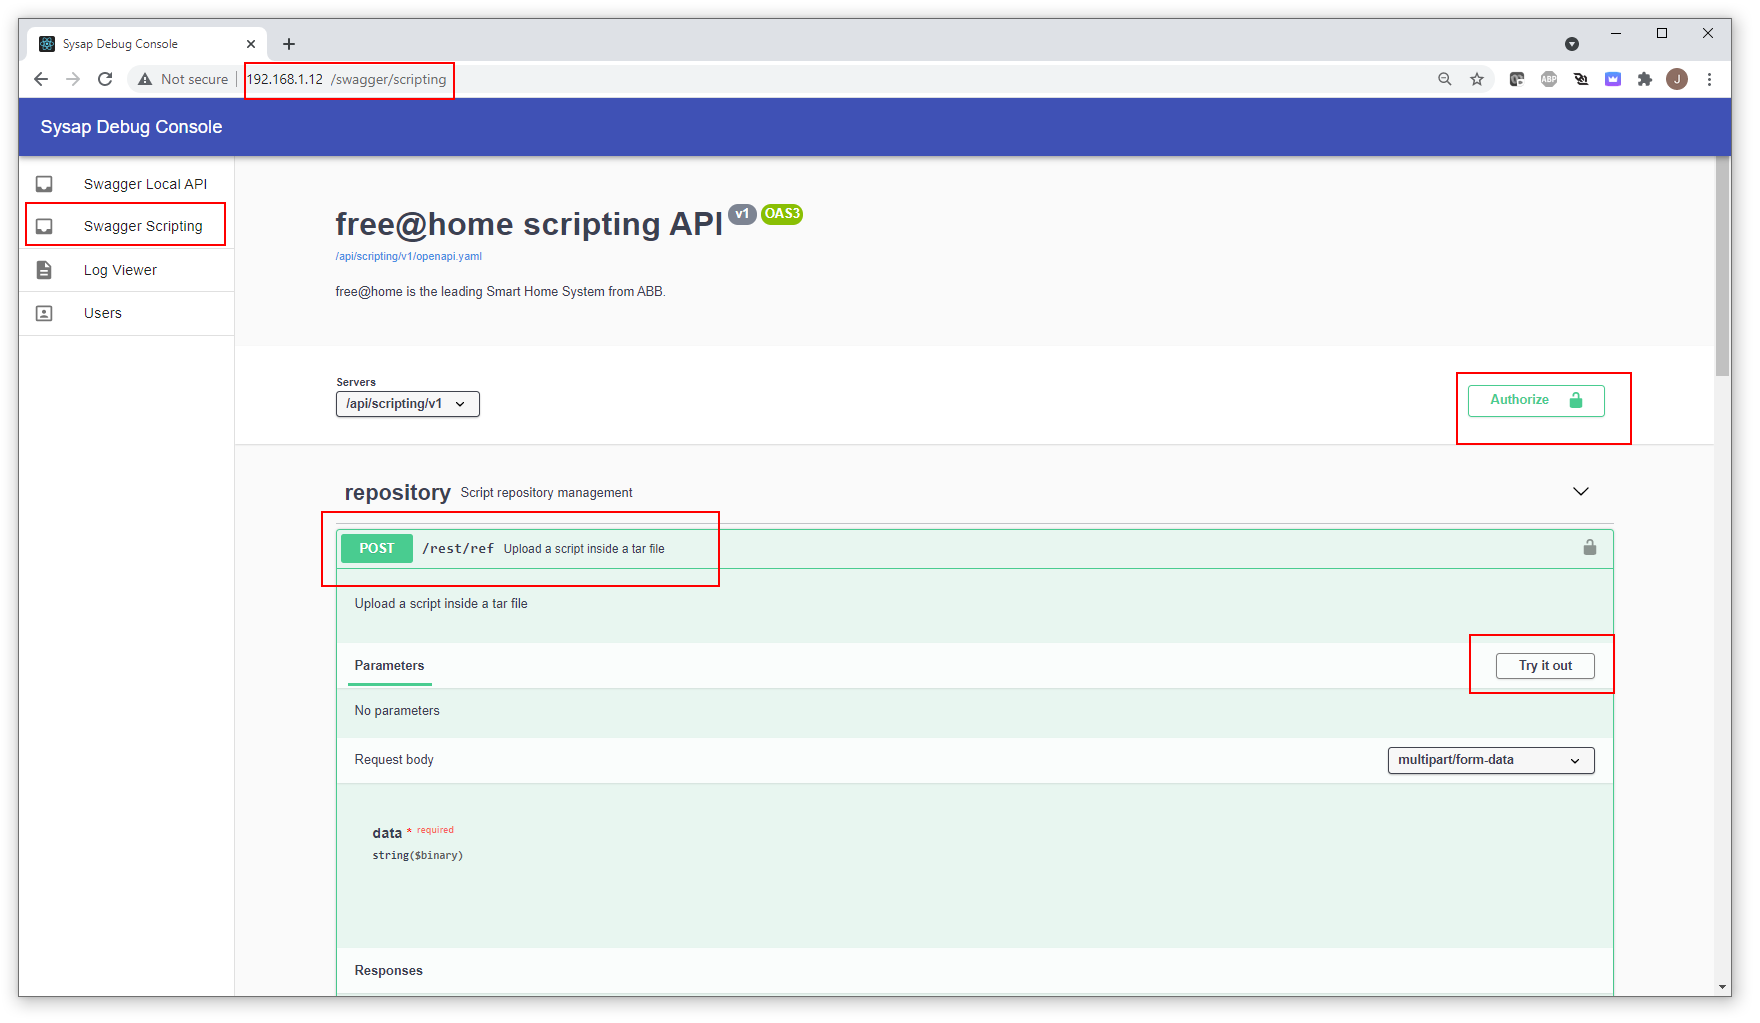 Sysap Debug Console
Not secure
192.168.1.12 /swagger/scripting
ABP
J
Sysap Debug Console
Swagger Local API
Swagger Scripting
Log Viewer
Users
free@home scripting API v1 OAS3
/api/scripting/v1/openapi.yaml
free@home is the leading Smart Home System from ABB.
Servers
/api/scripting/v1
Authorize
repository Script repository management
POST /rest/ref Upload a script inside a tar file
Upload a script inside a tar file
Parameters
Try it out
No parameters
Request body
multipart/form-data
data * required
string($binary)
Responses